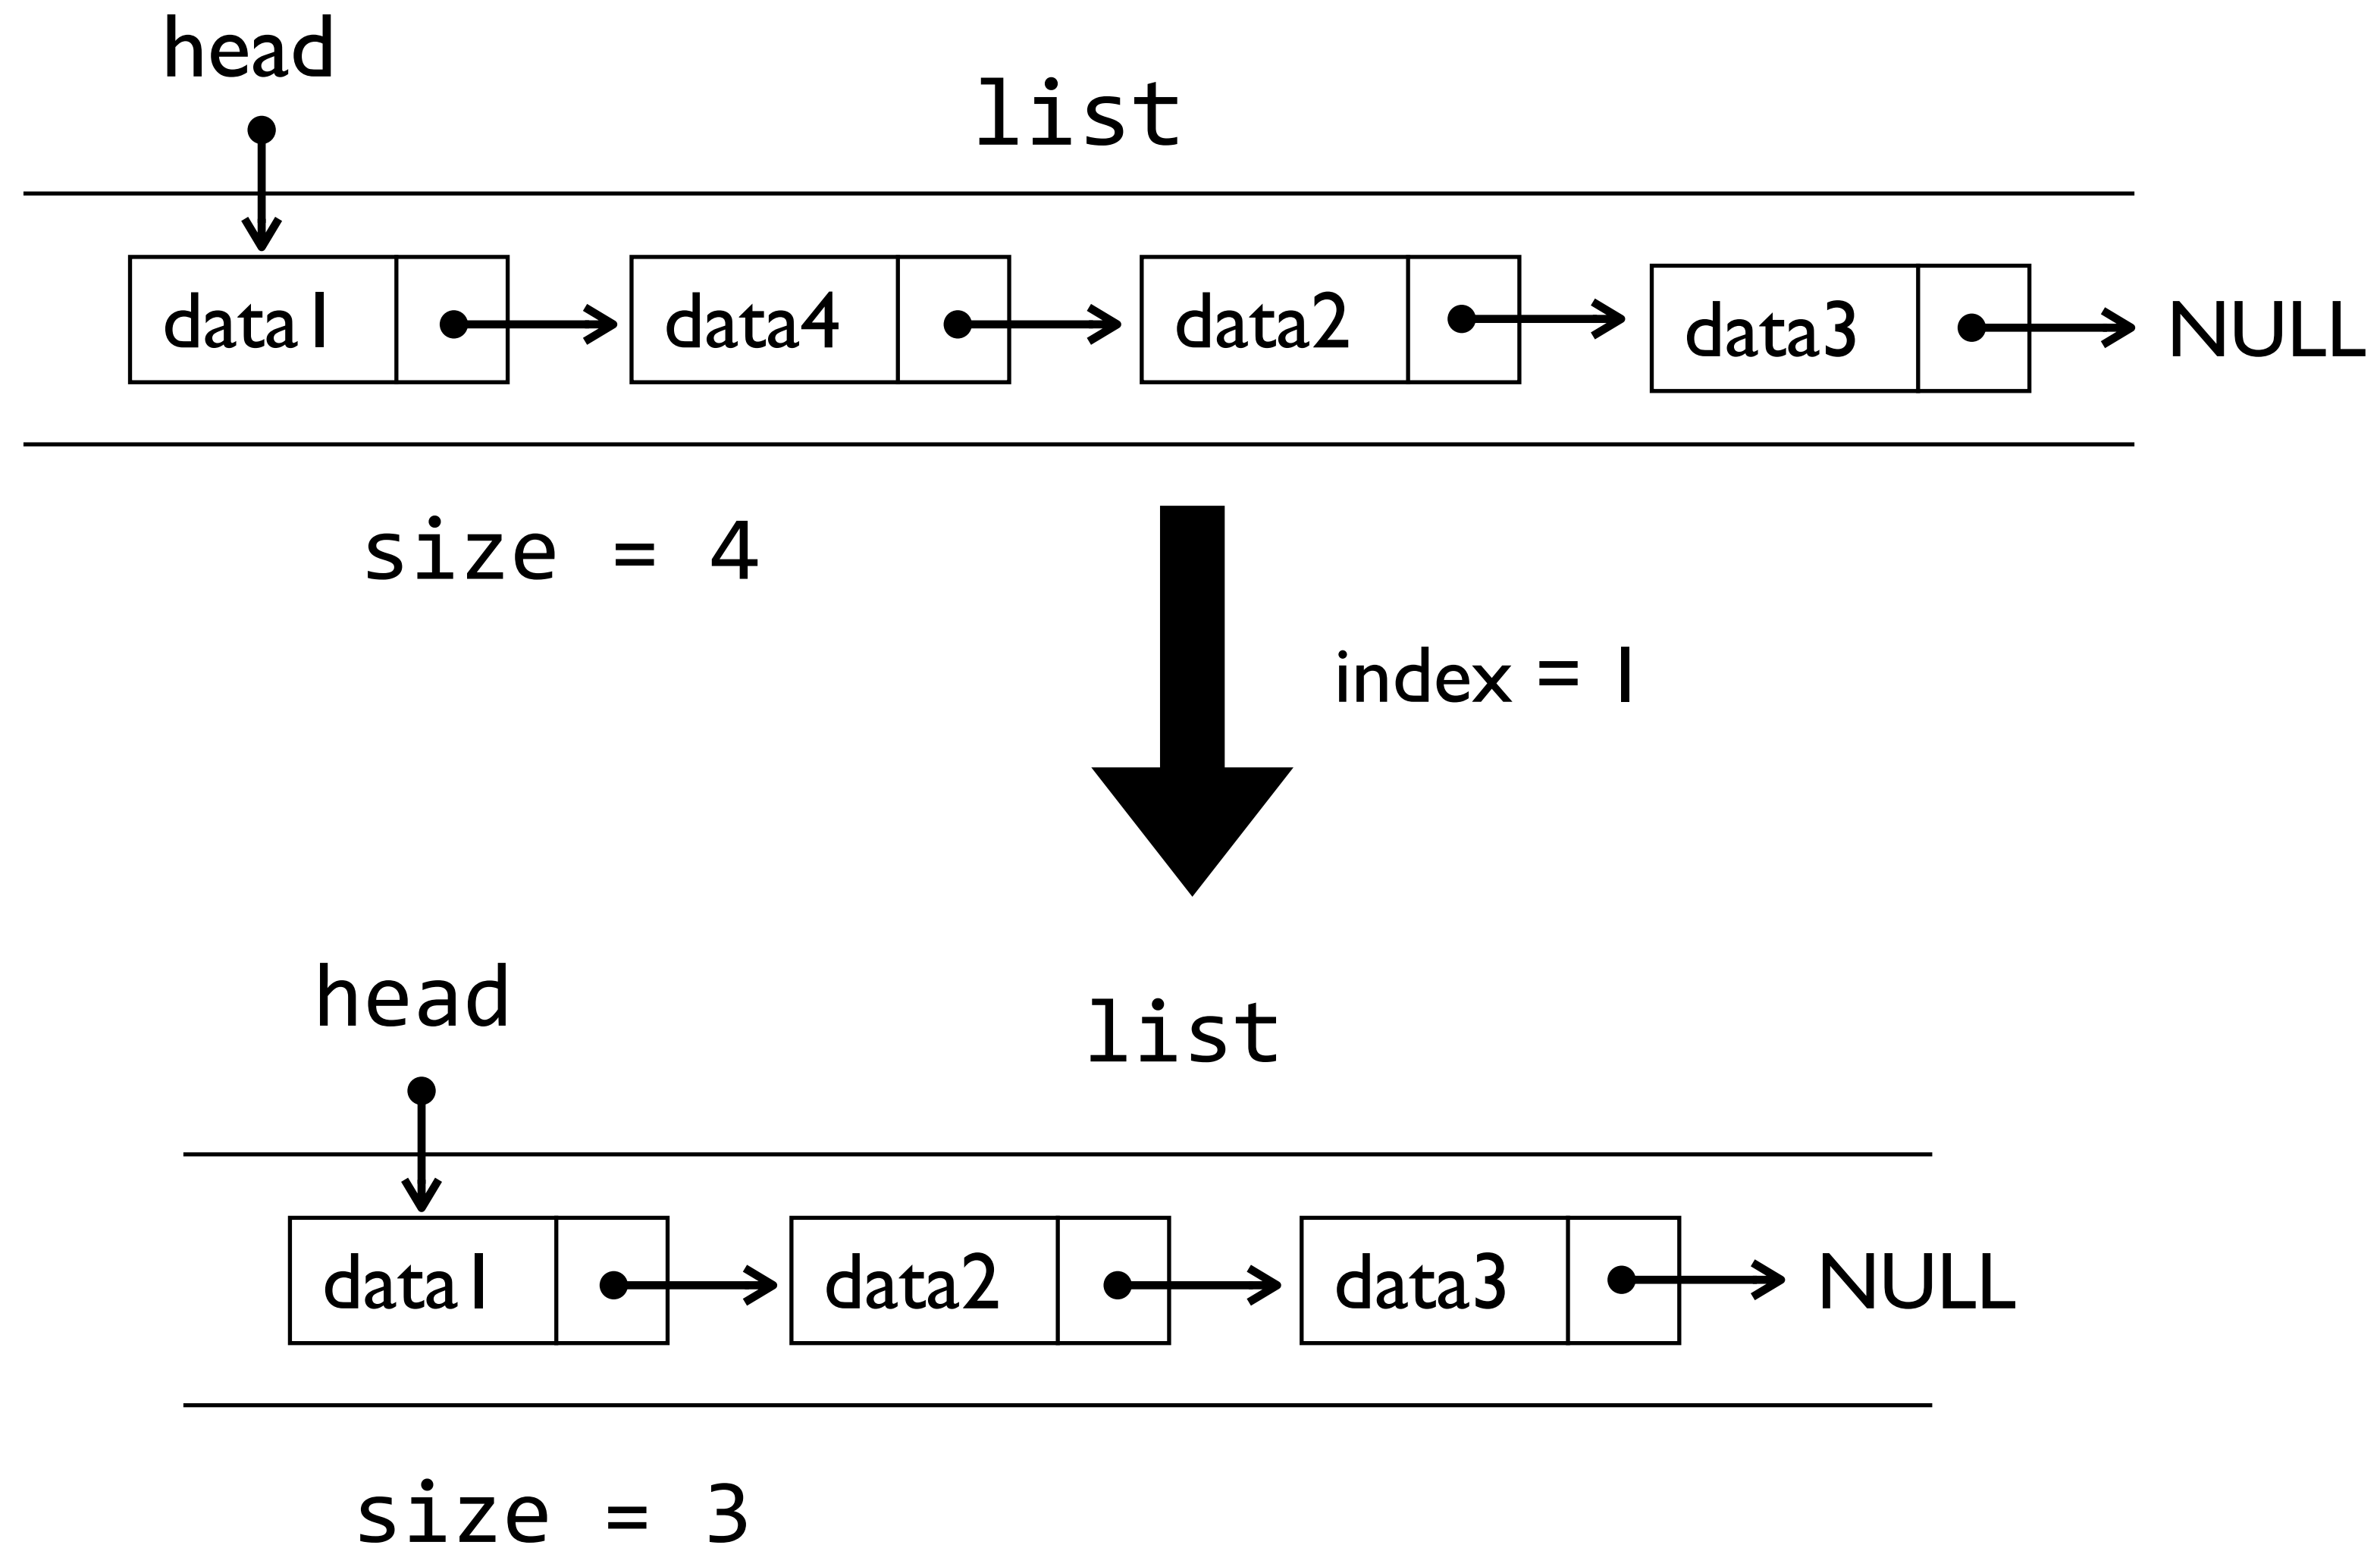 head
list
data1 data4 data2 data3 NULL
size = 4
index = 1
head
list
data1 data2 data3 NULL
size = 3